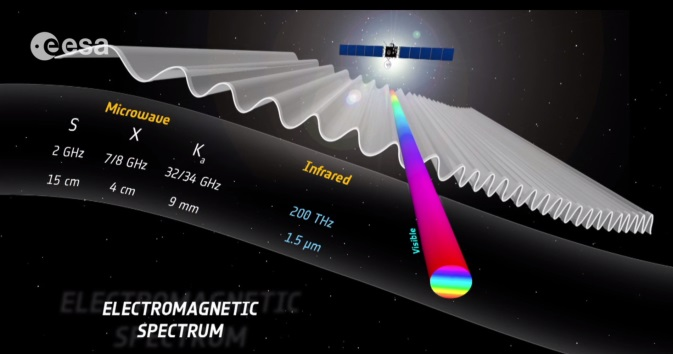 esa
Microwave
S X Ka
2 GHz 7/8 GHz 32/34 GHz
15 cm 4 cm 9 mm
Infrared
200 THz
1.5 µm
Visible
ELECTROMAGNETIC
SPECTRUM